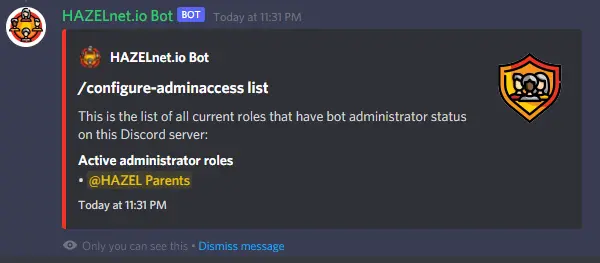 HAZELnet.io Bot BOT Today at 11:31 PM
HAZELnet.io Bot
/configure-adminaccess list
This is the list of all current roles that have bot administrator status
on this Discord server:
Active administrator roles
• @HAZEL Parents
Today at 11:31 PM
Only you can see this • Dismiss message